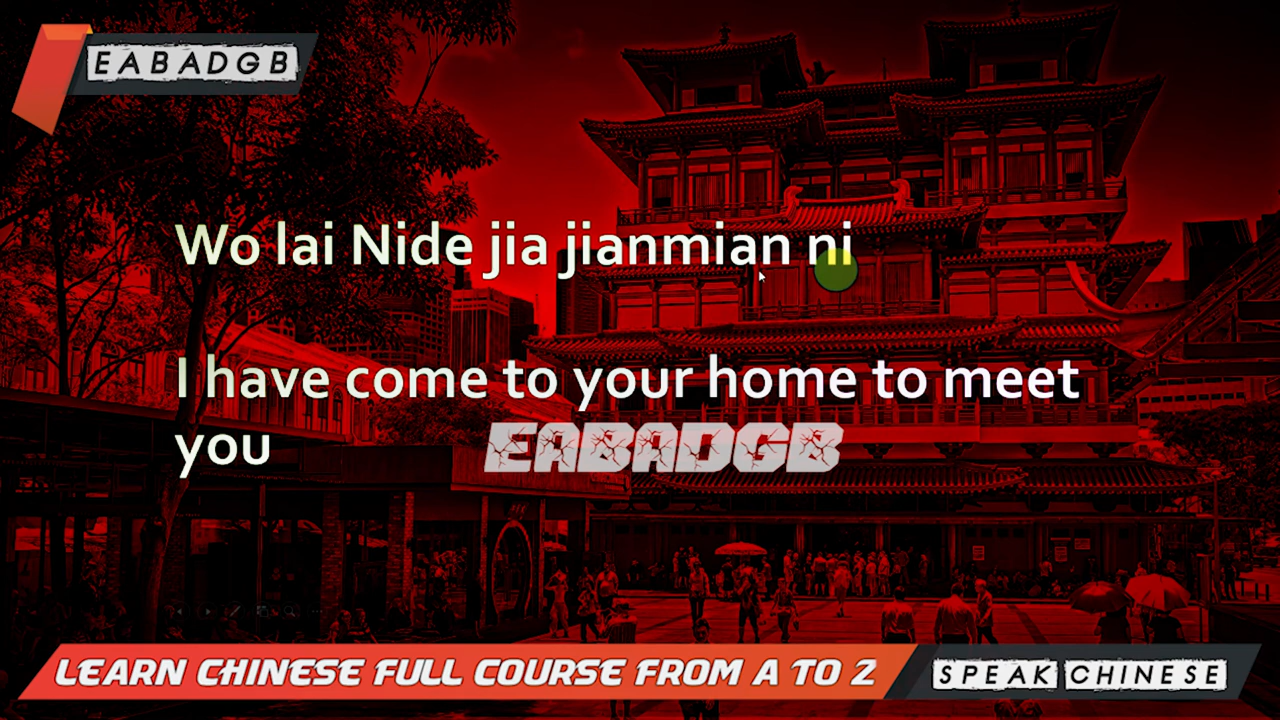 EABADGB
Wo lai Nide jia jianmian ni
I have come to your home to meet
you
EABADGB
LEARN CHINESE FULL COURSE FROM A TO Z
SPEAK CHINESE